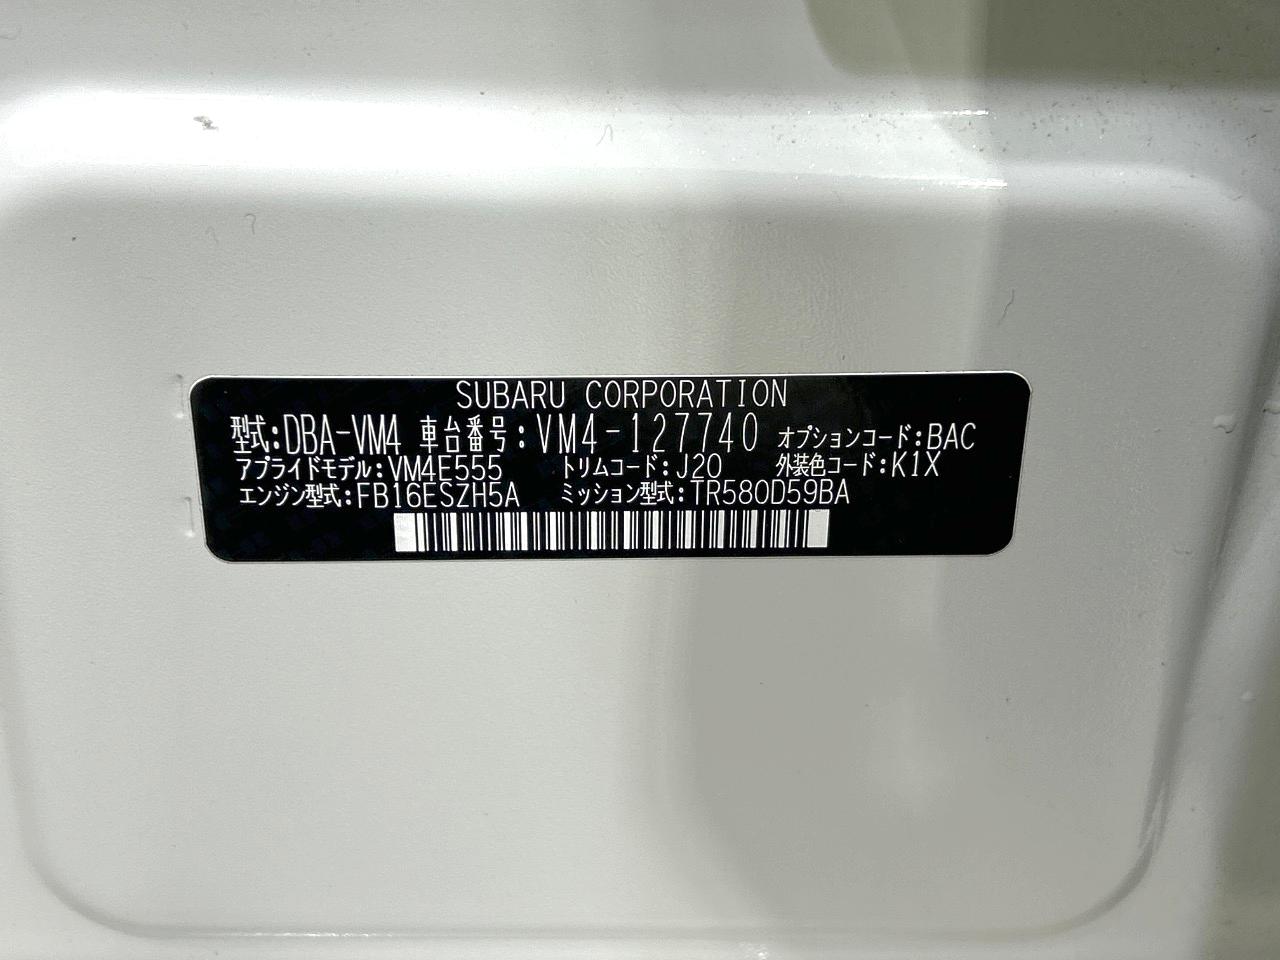 SUBARU CORPORATION
型式:DBA-VM4 車台番号:VM4-127740 オプションコード:BAC
アプライドモデル:VM4E555 トリムコード:J20 外装色コード:K1X
エンジン型式:FB16ESZH5A ミッション型式:TR580D59BA